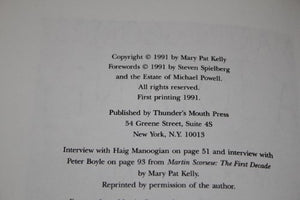 Copyright © 1991 by Mary Pat Kelly
Forewords © 1991 by Steven Spielberg
and the Estate of Michael Powell.
All rights reserved.
First printing 1991.
Published by Thunder's Mouth Press
54 Greene Street, Suite 4S
New York, N.Y. 10013
Interview with Haig Manoogian on page 51 and interview with
Peter Boyle on page 93 from Martin Scorsese: The First Decade
by Mary Pat Kelly.
Reprinted by permission of the author.